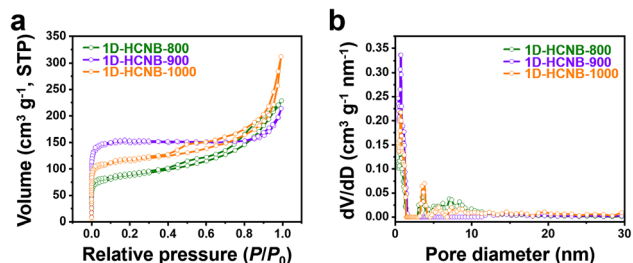 a
1D-HCNB-800
1D-HCNB-900
1D-HCNB-1000
Volume (cm³ g⁻¹, STP)
350
300
250
200
150
100
50
0
0.0 0.2 0.4 0.6 0.8 1.0
Relative pressure (P/P₀)
b
1D-HCNB-800
1D-HCNB-900
1D-HCNB-1000
dV/dD (cm³ g⁻¹ nm⁻¹)
0.35
0.30
0.25
0.20
0.15
0.10
0.05
0.00
0 10 20 30
Pore diameter (nm)